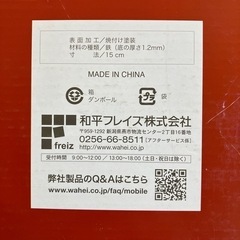 表面加工／焼付け塗装
材料の種類／鉄（底の厚さ1.2mm）
寸法／15cm
MADE IN CHINA
箱
ダンボール
プラ
袋
freiz
和平フレイズ株式会社
〒959-1292 新潟県燕市物流センター2丁目16番地
0256-66-8511（アフターサービス係）
http://www.wahei.co.jp
受付時間 9:00〜12:00／13:00〜18:00（土日・祝日は除く）
弊社製品のQ&Aはこちら
www.wahei.co.jp/faq/mobile